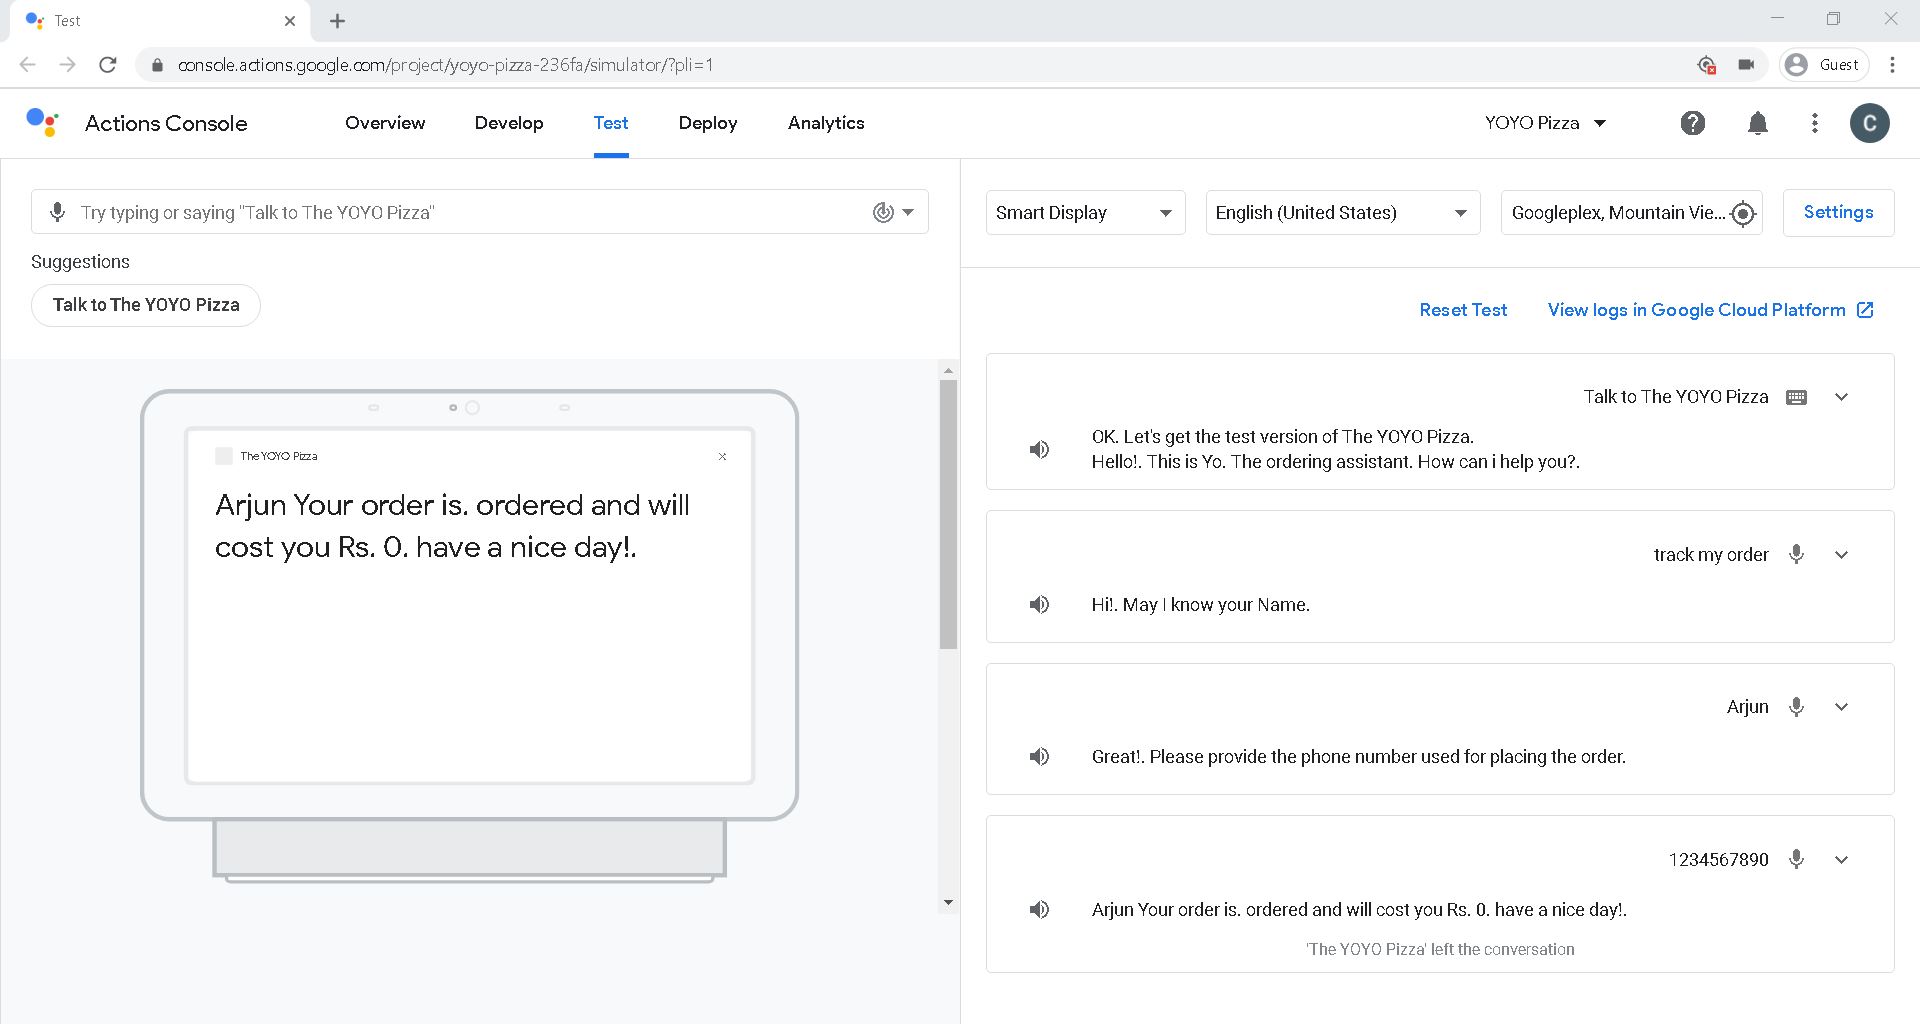 Test
console.actions.google.com/project/yoyo-pizza-236fa/simulator/?pli=1
Guest
Actions Console
Overview
Develop
Test
Deploy
Analytics
YOYO Pizza
C
Try typing or saying "Talk to The YOYO Pizza"
Smart Display
English (United States)
Googleplex, Mountain Vie...
Settings
Suggestions
Talk to The YOYO Pizza
Reset Test
View logs in Google Cloud Platform
The YOYO Pizza
Arjun Your order is. ordered and will
cost you Rs. 0. have a nice day!.
Talk to The YOYO Pizza
OK. Let's get the test version of The YOYO Pizza.
Hello!. This is Yo. The ordering assistant. How can i help you?.
track my order
Hi!. May I know your Name.
Arjun
Great!. Please provide the phone number used for placing the order.
1234567890
Arjun Your order is. ordered and will cost you Rs. 0. have a nice day!.
'The YOYO Pizza' left the conversation